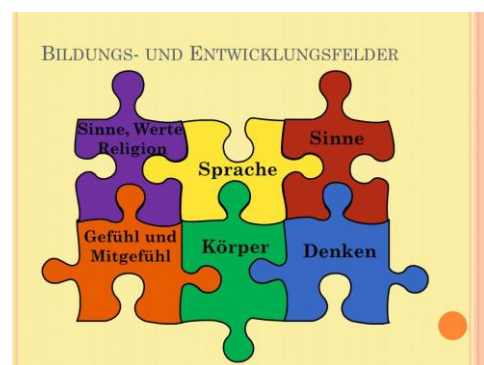 Bildungs- und Entwicklungsfelder
Sinne, Werte
Religion
Sprache
Sinne
Gefühl und
Mitgefühl
Körper
Denken